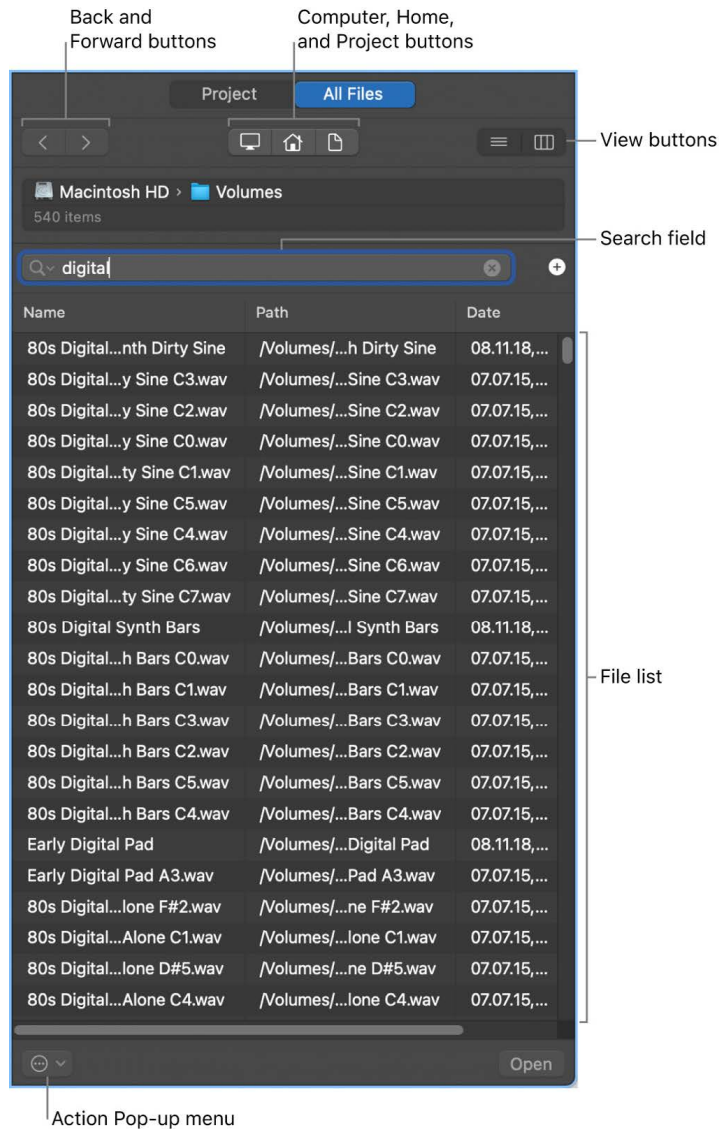 Back and
Forward buttons
Computer, Home,
and Project buttons
Project
All Files
View buttons
Macintosh HD › Volumes
540 items
Search field
digital
Name Path Date
80s Digital...nth Dirty Sine /Volumes/...h Dirty Sine 08.11.18,...
80s Digital...y Sine C3.wav /Volumes/...Sine C3.wav 07.07.15,...
80s Digital...y Sine C2.wav /Volumes/...Sine C2.wav 07.07.15,...
80s Digital...y Sine C0.wav /Volumes/...Sine C0.wav 07.07.15,...
80s Digital...ty Sine C1.wav /Volumes/...Sine C1.wav 07.07.15,...
80s Digital...y Sine C5.wav /Volumes/...Sine C5.wav 07.07.15,...
80s Digital...y Sine C4.wav /Volumes/...Sine C4.wav 07.07.15,...
80s Digital...y Sine C6.wav /Volumes/...Sine C6.wav 07.07.15,...
80s Digital...ty Sine C7.wav /Volumes/...Sine C7.wav 07.07.15,...
80s Digital Synth Bars /Volumes/...l Synth Bars 08.11.18,...
80s Digital...h Bars C0.wav /Volumes/...Bars C0.wav 07.07.15,...
80s Digital...h Bars C1.wav /Volumes/...Bars C1.wav 07.07.15,...
File list
80s Digital...h Bars C3.wav /Volumes/...Bars C3.wav 07.07.15,...
80s Digital...h Bars C2.wav /Volumes/...Bars C2.wav 07.07.15,...
80s Digital...h Bars C5.wav /Volumes/...Bars C5.wav 07.07.15,...
80s Digital...h Bars C4.wav /Volumes/...Bars C4.wav 07.07.15,...
Early Digital Pad /Volumes/...Digital Pad 08.11.18,...
Early Digital Pad A3.wav /Volumes/...Pad A3.wav 07.07.15,...
80s Digital...lone F#2.wav /Volumes/...ne F#2.wav 07.07.15,...
80s Digital...Alone C1.wav /Volumes/...lone C1.wav 07.07.15,...
80s Digital...lone D#5.wav /Volumes/...ne D#5.wav 07.07.15,...
80s Digital...Alone C4.wav /Volumes/...lone C4.wav 07.07.15,...
Open
Action Pop-up menu